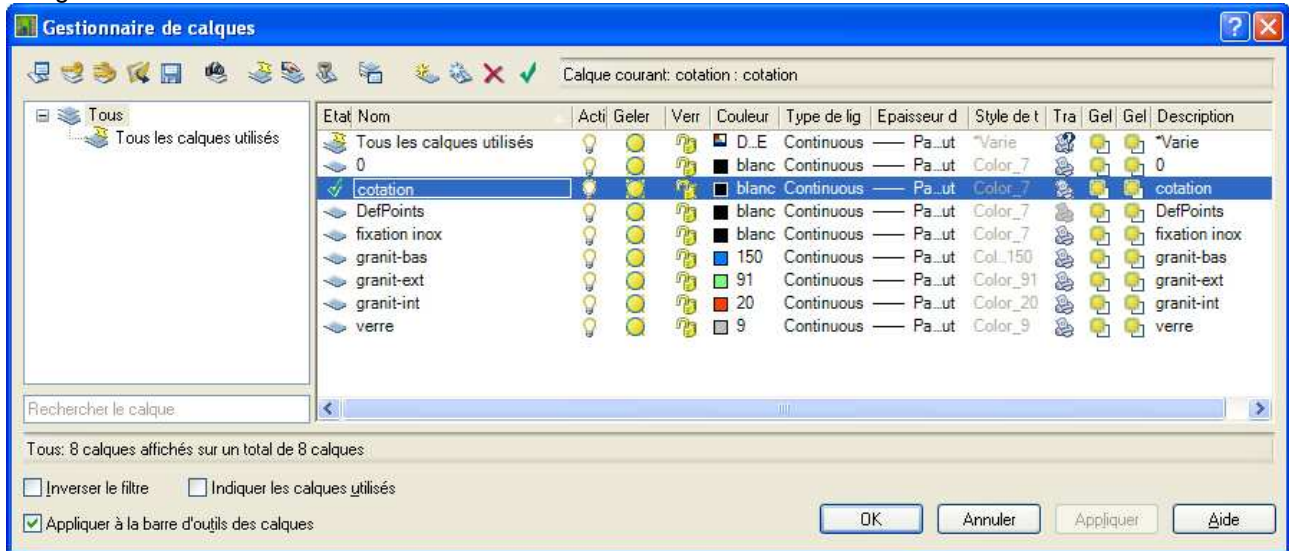 Gestionnaire de calques
Calque courant: cotation : cotation
Tous
Tous les calques utilisés
Etat Nom Acti Geler Verr Couleur Type de lig Epaisseur d Style de t Tra Gel Gel Description
Tous les calques utilisés D...E Continuous Pa...ut *Varie *Varie
0 blanc Continuous Pa...ut Color_7 0
cotation blanc Continuous Pa...ut Color_7 cotation
DefPoints blanc Continuous Pa...ut Color_7 DefPoints
fixation inox blanc Continuous Pa...ut Color_7 fixation inox
granit-bas 150 Continuous Pa...ut Col...150 granit-bas
granit-ext 91 Continuous Pa...ut Color_91 granit-ext
granit-int 20 Continuous Pa...ut Color_20 granit-int
verre 9 Continuous Pa...ut Color_9 verre
Rechercher le calque
Tous: 8 calques affichés sur un total de 8 calques
Inverser le filtre Indiquer les calques utilisés
Appliquer à la barre d'outils des calques
OK Annuler Appliquer Aide